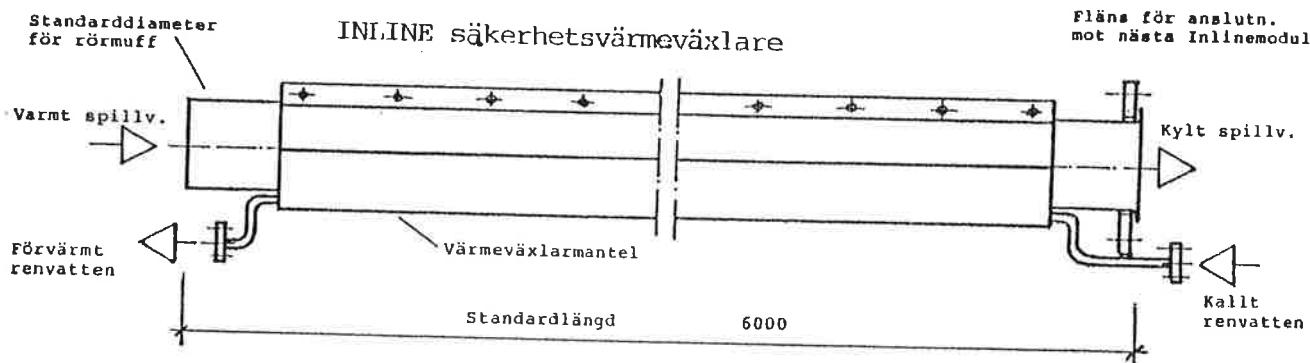 Standarddiameter
för rörmuff
INLINE säkerhetsvärmeväxlare
Fläns för anslutn.
mot nästa Inlinemodul
Varmt spillv.
Kylt spillv.
Förvärmt
renvatten
Värmeväxlarmantel
Kallt
renvatten
Standardlängd 6000